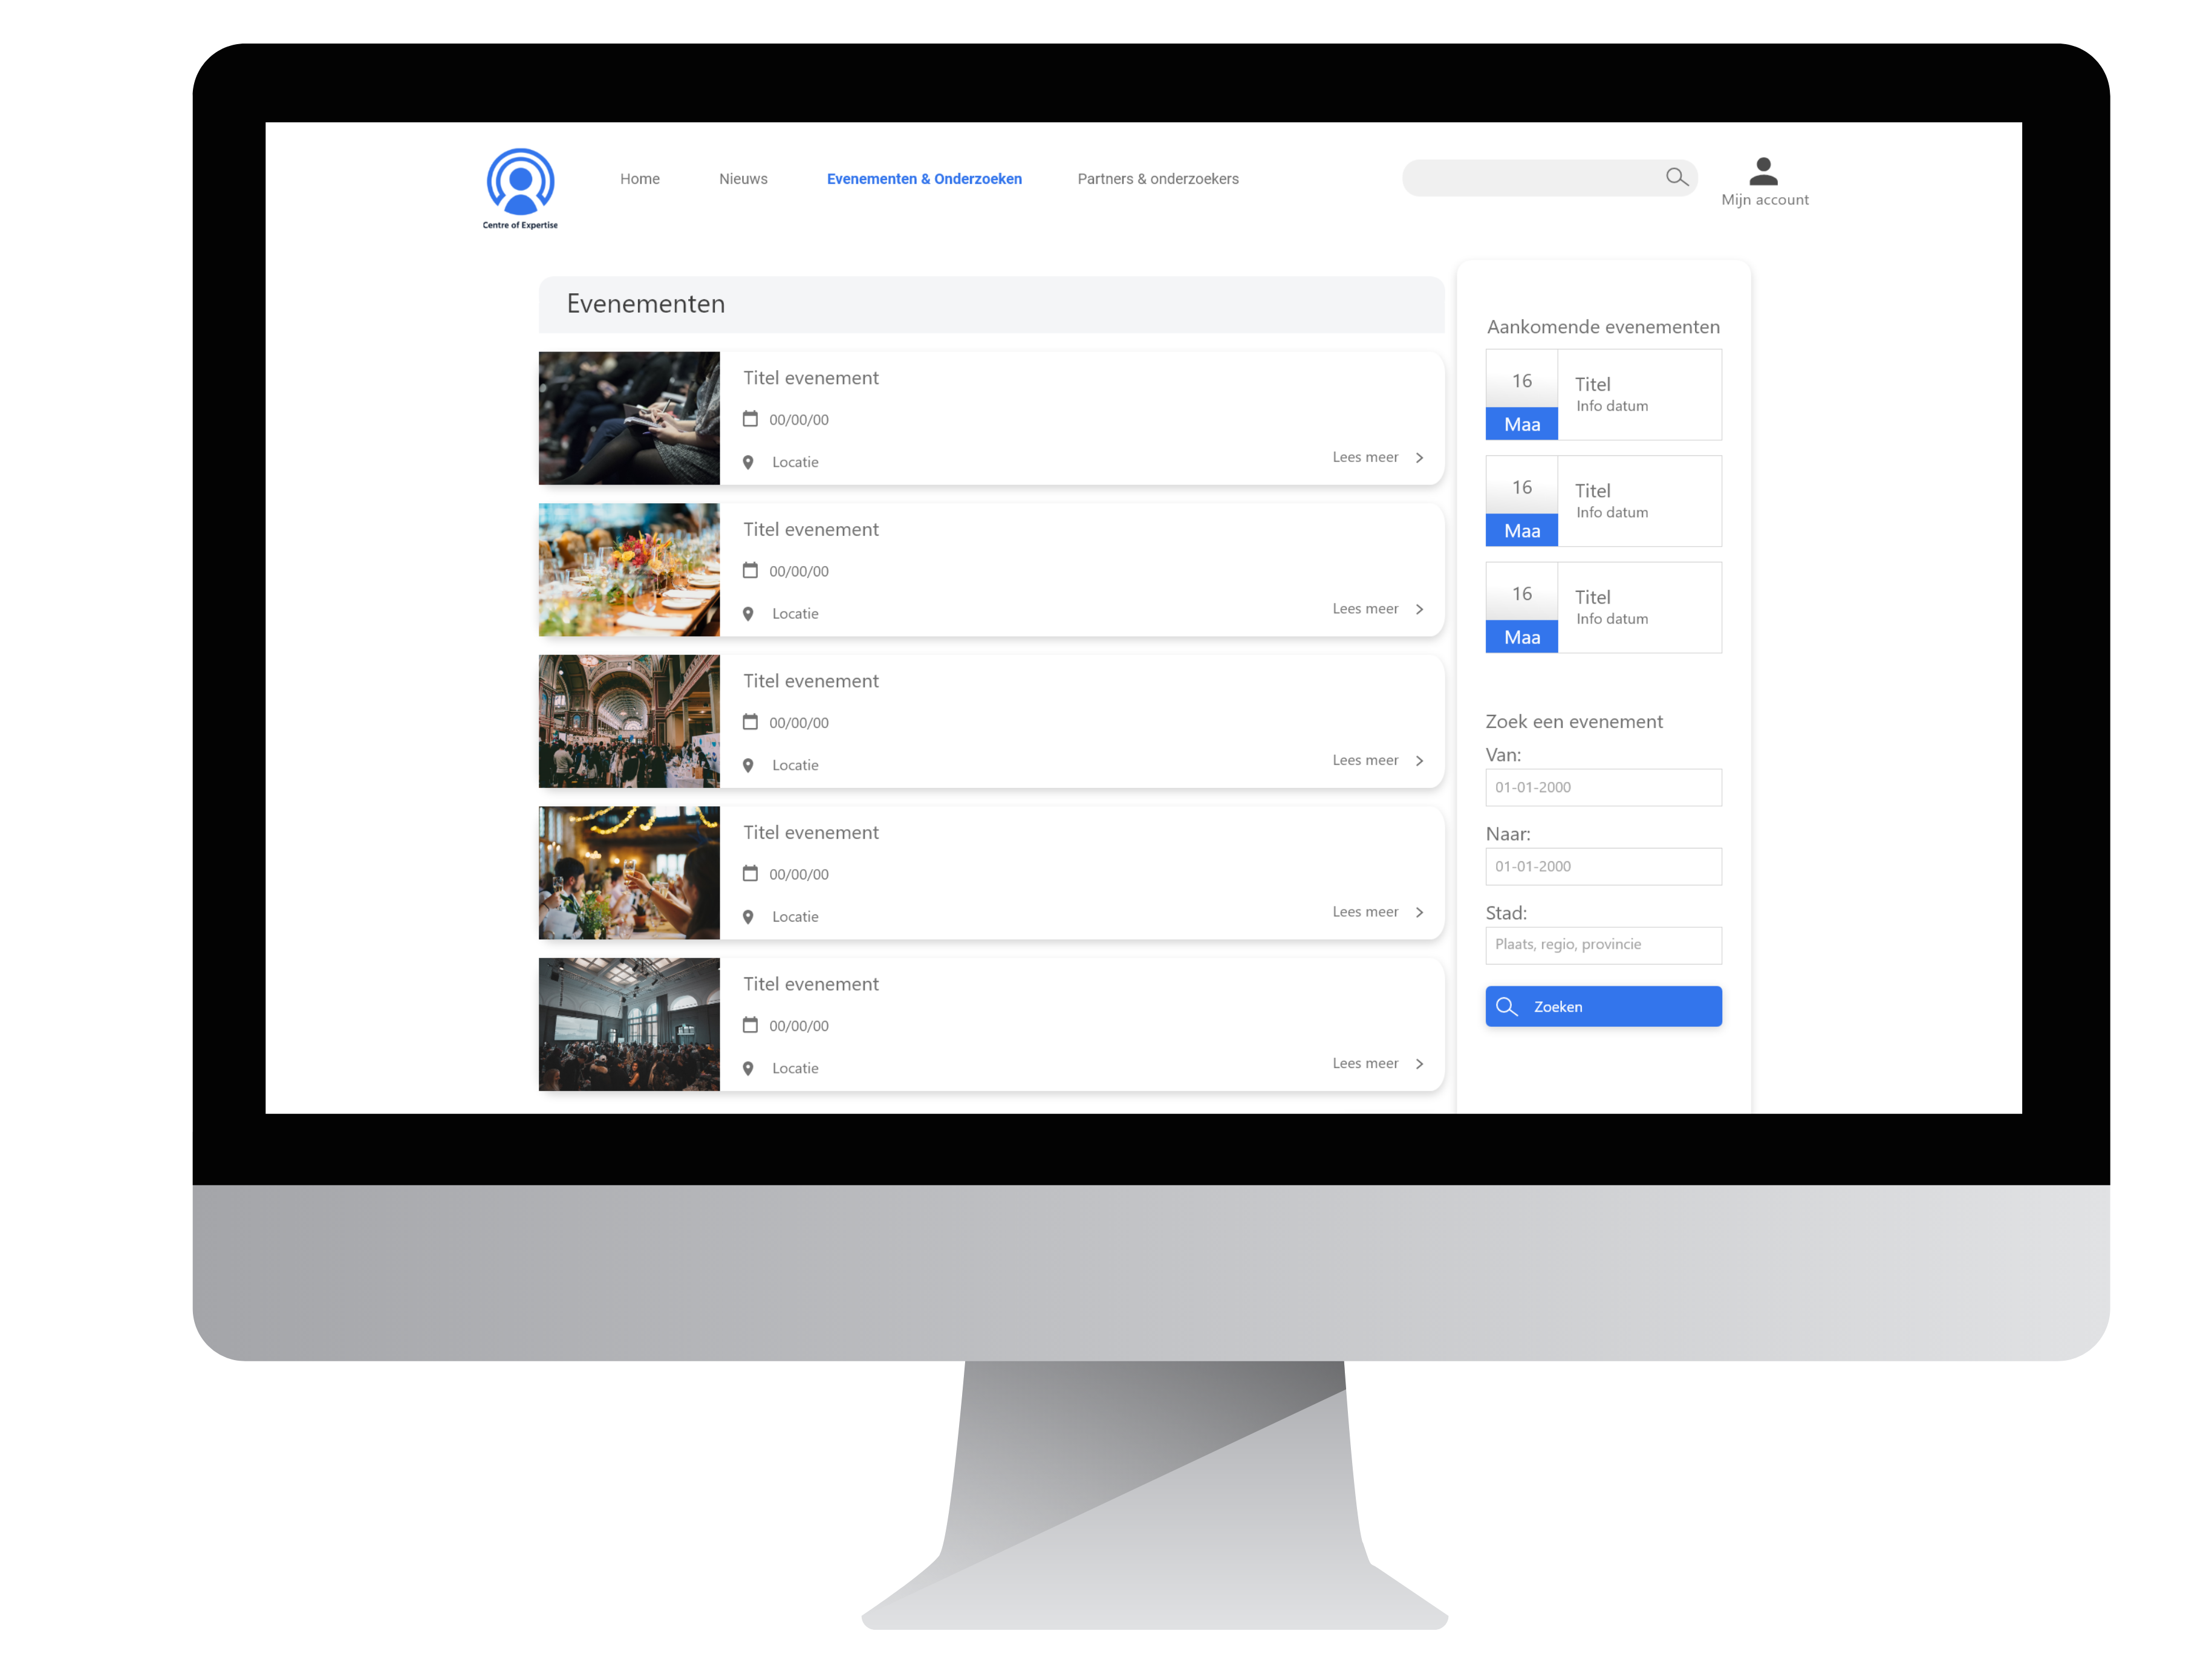 Home
Nieuws
Evenementen & Onderzoeken
Partners & onderzoekers
Mijn account
Centre of Expertise
Evenementen
Titel evenement
00/00/00
Locatie
Lees meer
Titel evenement
00/00/00
Locatie
Lees meer
Titel evenement
00/00/00
Locatie
Lees meer
Titel evenement
00/00/00
Locatie
Lees meer
Titel evenement
00/00/00
Locatie
Lees meer
Aankomende evenementen
16
Maa
Titel
Info datum
16
Maa
Titel
Info datum
16
Maa
Titel
Info datum
Zoek een evenement
Van:
01-01-2000
Naar:
01-01-2000
Stad:
Plaats, regio, provincie
Zoeken